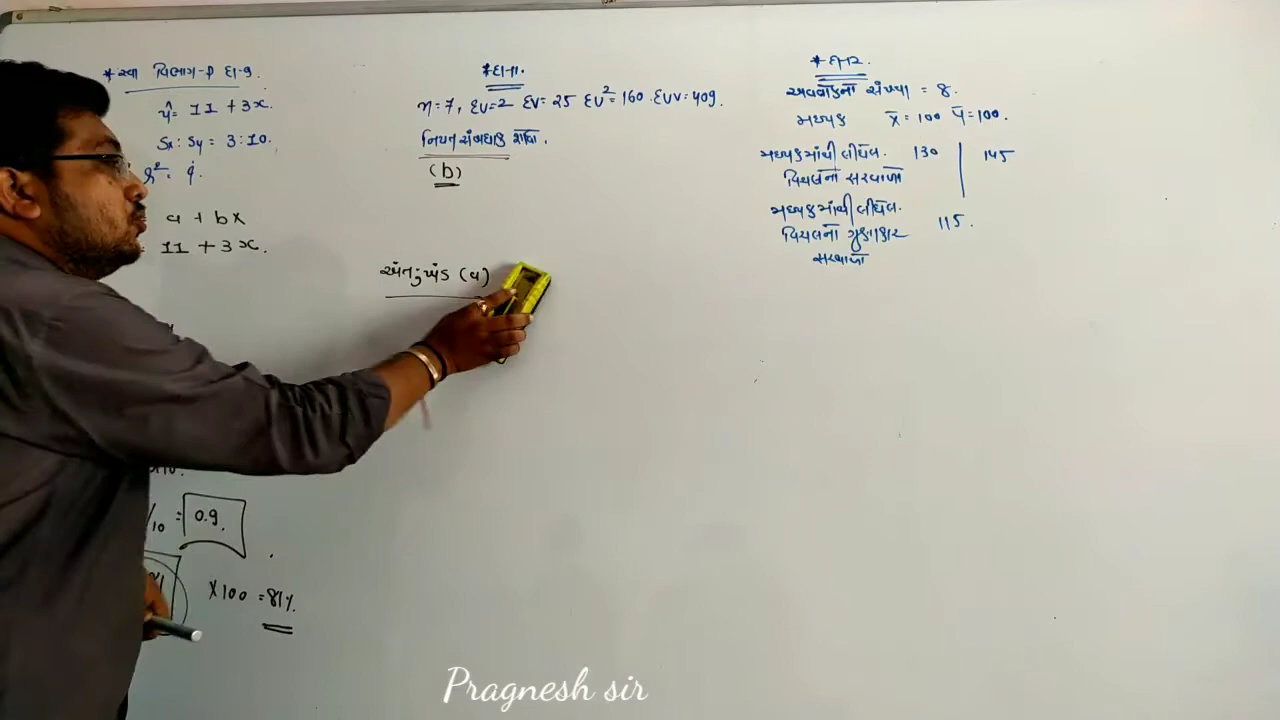 * સ્વા વિભાગ-P દા-9.
ŷ = 11 + 3x.
Sx : Sy = 3:10.
a + bx
11 + 3x.
/10 = 0.9.
X100 = 81%.
* દા-11.
n = 7, ΣU=2 ΣV= 25 ΣU² = 160 . ΣUV = 409.
નિયત સંબંધાક શોધો.
(b)
અંત:ખંડ (a)
* દા-12.
અવલોકનો સંખ્યા = 8.
મધ્યક x̄ = 100 ȳ = 100.
મધ્યકમાંથી લીધેલ. 130 | 145
વિચલનો સરવાળો
મધ્યકમાંથી લીધેલ.
વિચલનો ગુણાકાર 115.
સરવાળો
Pragnesh sir